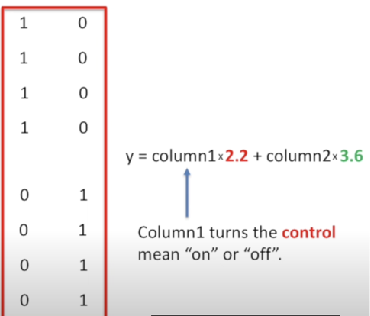 1 0
1 0
1 0
1 0
y = column1×2.2 + column2×3.6
0 1
0 1
Column1 turns the control
mean “on” or “off”.
0 1
0 1